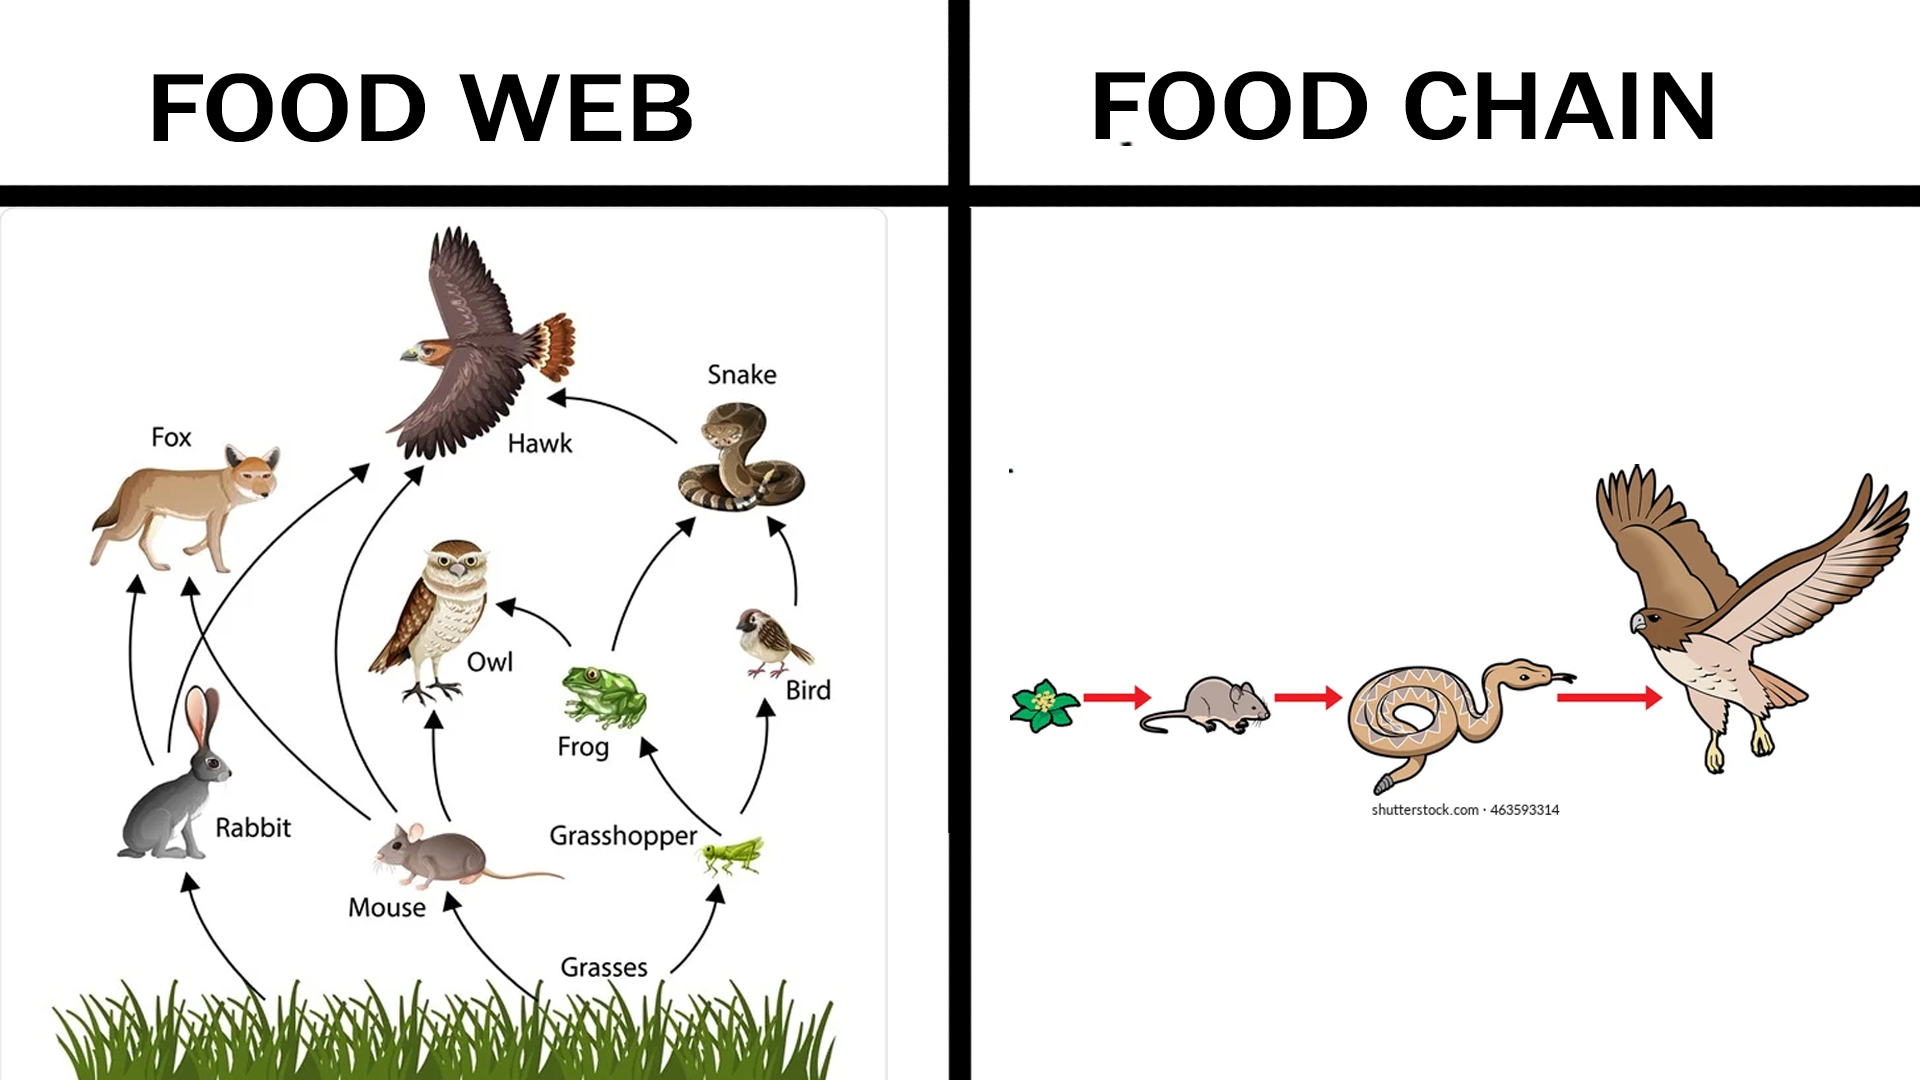 FOOD WEB
FOOD CHAIN
Snake
Fox
Hawk
Owl
Bird
Frog
Rabbit
Grasshopper
Mouse
Grasses
shutterstock.com · 463593314